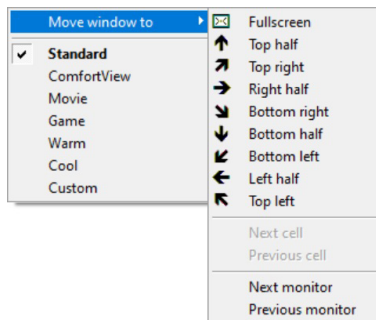 Move window to
Standard
ComfortView
Movie
Game
Warm
Cool
Custom
Fullscreen
Top half
Top right
Right half
Bottom right
Bottom half
Bottom left
Left half
Top left
Next cell
Previous cell
Next monitor
Previous monitor